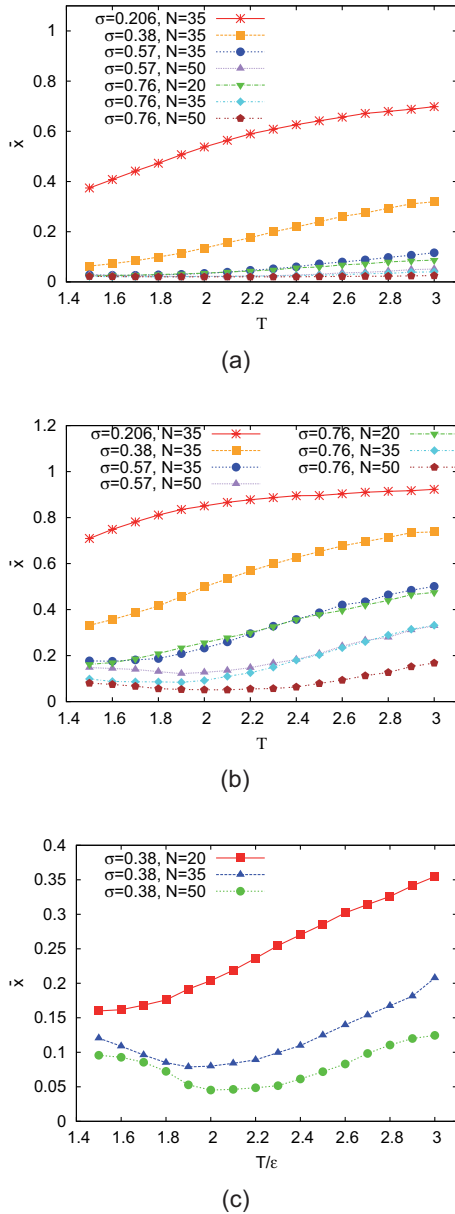 1
0.8
0.6
0.4
0.2
0
σ=0.206, N=35
σ=0.38, N=35
σ=0.57, N=35
σ=0.57, N=50
σ=0.76, N=20
σ=0.76, N=35
σ=0.76, N=50
x̄
1.4 1.6 1.8 2 2.2 2.4 2.6 2.8 3
T
(a)
1.2
1
0.8
0.6
0.4
0.2
0
σ=0.206, N=35
σ=0.38, N=35
σ=0.57, N=35
σ=0.57, N=50
σ=0.76, N=20
σ=0.76, N=35
σ=0.76, N=50
x̄
1.4 1.6 1.8 2 2.2 2.4 2.6 2.8 3
T
(b)
0.4
0.35
0.3
0.25
0.2
0.15
0.1
0.05
0
σ=0.38, N=20
σ=0.38, N=35
σ=0.38, N=50
x̄
1.4 1.6 1.8 2 2.2 2.4 2.6 2.8 3
T/ε
(c)